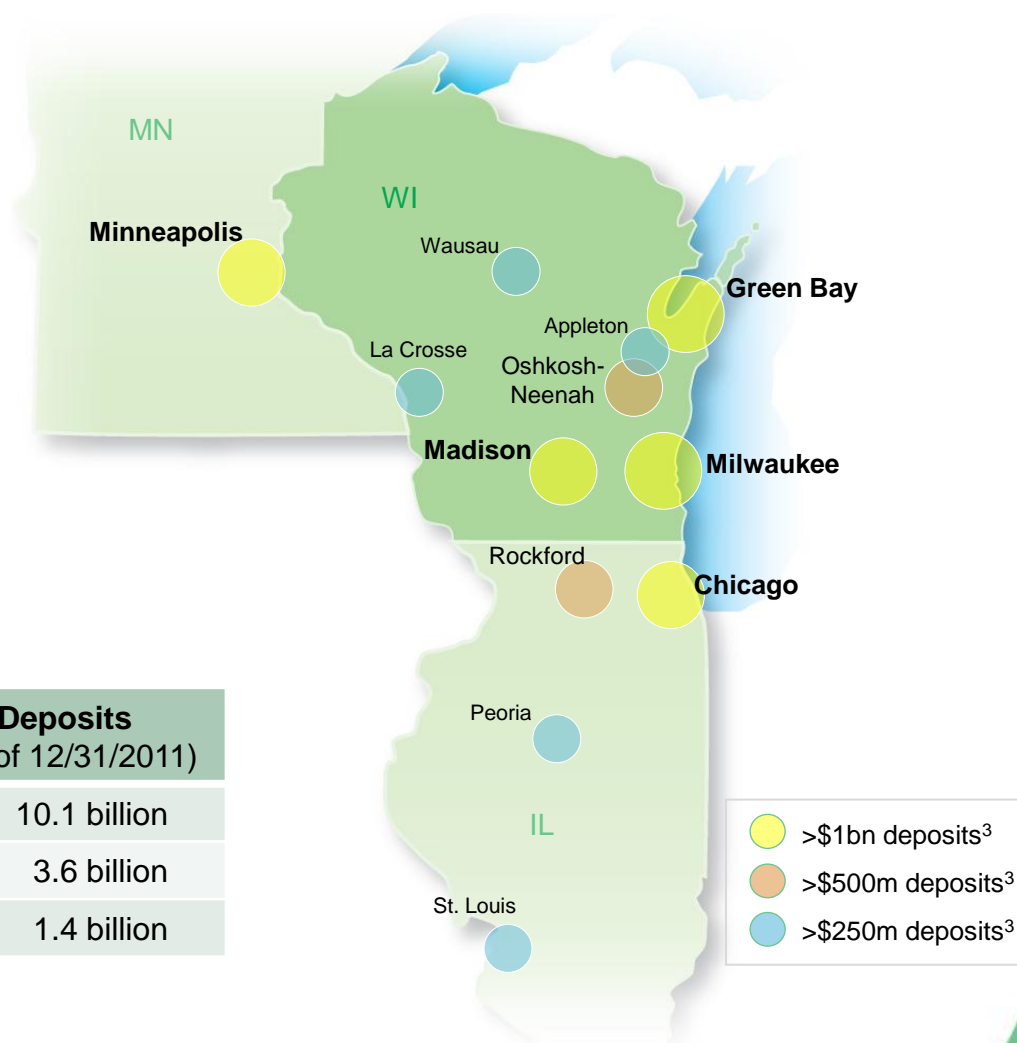 MN
WI
Minneapolis
Wausau
Green Bay
Appleton
La Crosse
Oshkosh-
Neenah
Madison
Milwaukee
Rockford
Chicago
Deposits
of 12/31/2011)
10.1 billion
3.6 billion
1.4 billion
Peoria
IL
St. Louis
>$1bn deposits³
>$500m deposits³
>$250m deposits³